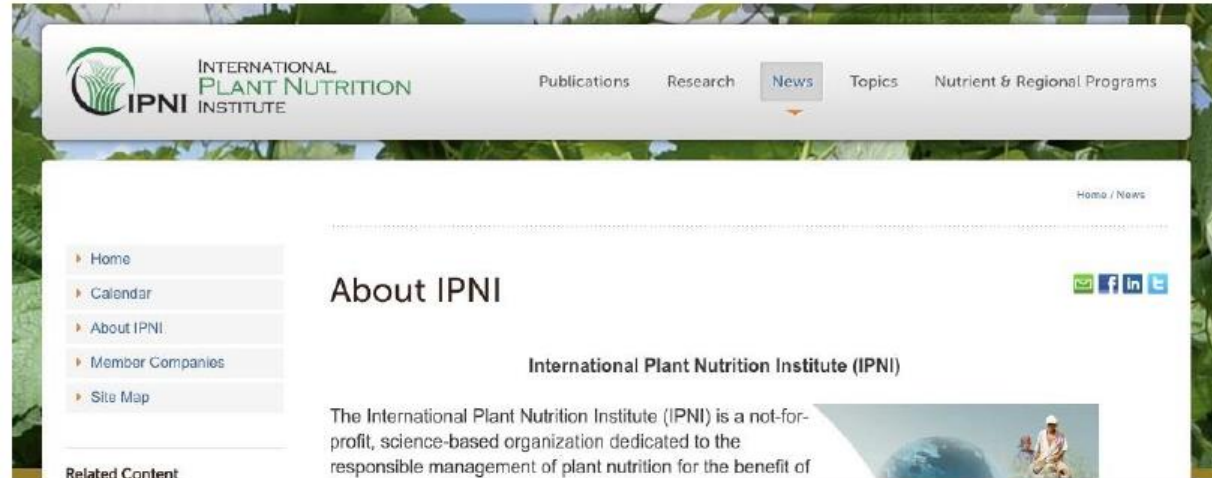 INTERNATIONAL
PLANT NUTRITION
IPNI INSTITUTE
Publications Research News Topics Nutrient & Regional Programs
Home / News
Home
Calendar
About IPNI
Member Companies
Site Map
Related Content
About IPNI
International Plant Nutrition Institute (IPNI)
The International Plant Nutrition Institute (IPNI) is a not-for-
profit, science-based organization dedicated to the
responsible management of plant nutrition for the benefit of